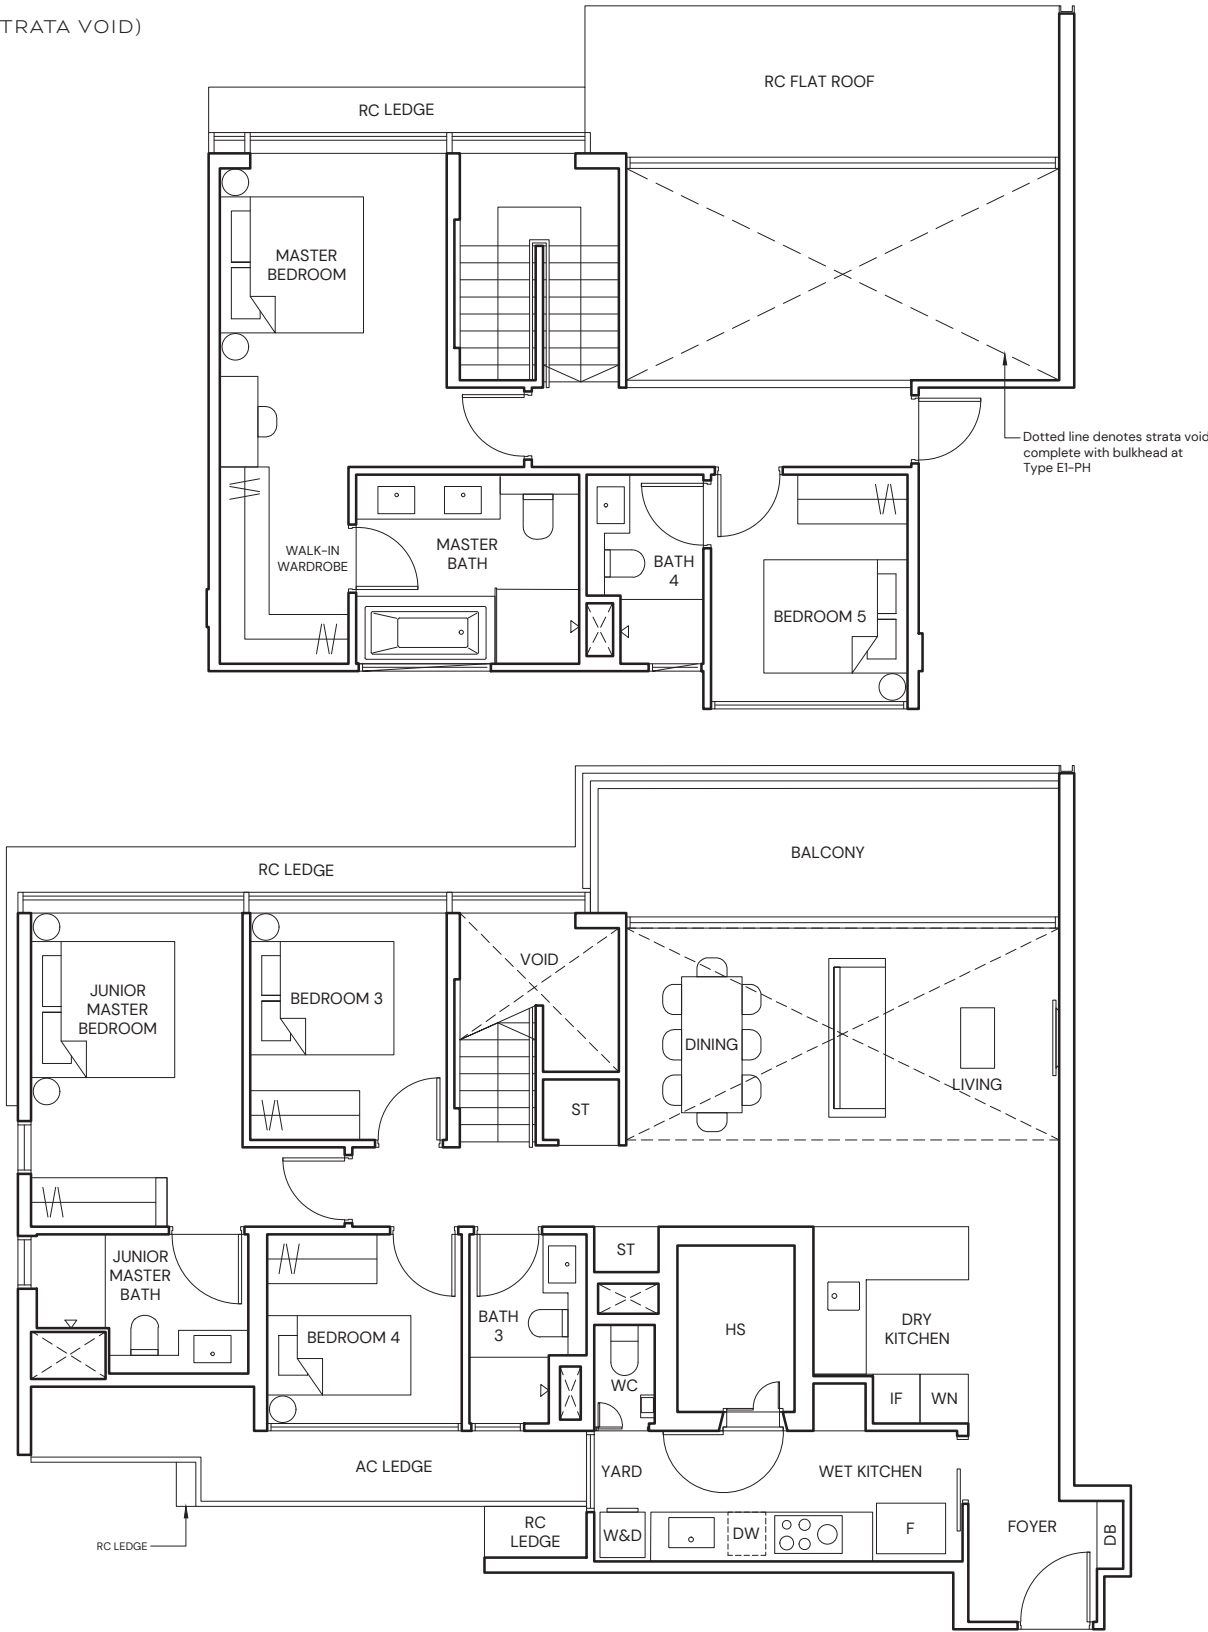 TRATA VOID)
RC FLAT ROOF
RC LEDGE
MASTER
BEDROOM
Dotted line denotes strata void
complete with bulkhead at
Type E1-PH
WALK-IN
WARDROBE
MASTER
BATH
BATH
4
BEDROOM 5
BALCONY
RC LEDGE
VOID
JUNIOR
MASTER
BEDROOM
BEDROOM 3
DINING
LIVING
ST
ST
JUNIOR
MASTER
BATH
BEDROOM 4
BATH
3
HS
DRY
KITCHEN
WC
IF
WN
AC LEDGE
YARD
WET KITCHEN
RC LEDGE
RC
LEDGE
W&D
DW
F
FOYER
DB